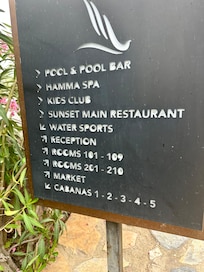 POOL & POOL BAR
HAMMA SPA
KIDS CLUB
SUNSET MAIN RESTAURANT
WATER SPORTS
RECEPTION
ROOMS 101 - 109
ROOMS 201 - 210
MARKET
CABANAS 1 - 2 - 3 - 4 - 5